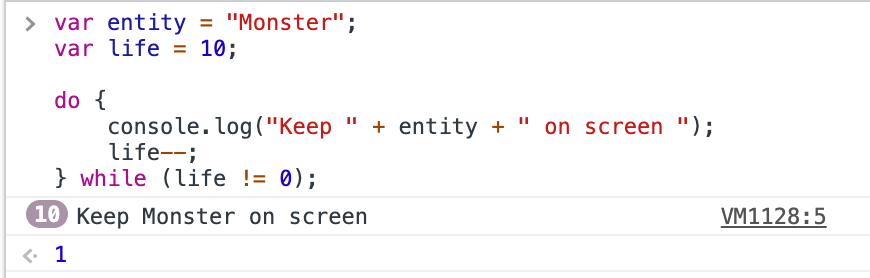 > var entity = "Monster";
var life = 10;
do {
    console.log("Keep " + entity + " on screen ");
    life--;
} while (life != 0);
10 Keep Monster on screen VM1128:5
<· 1